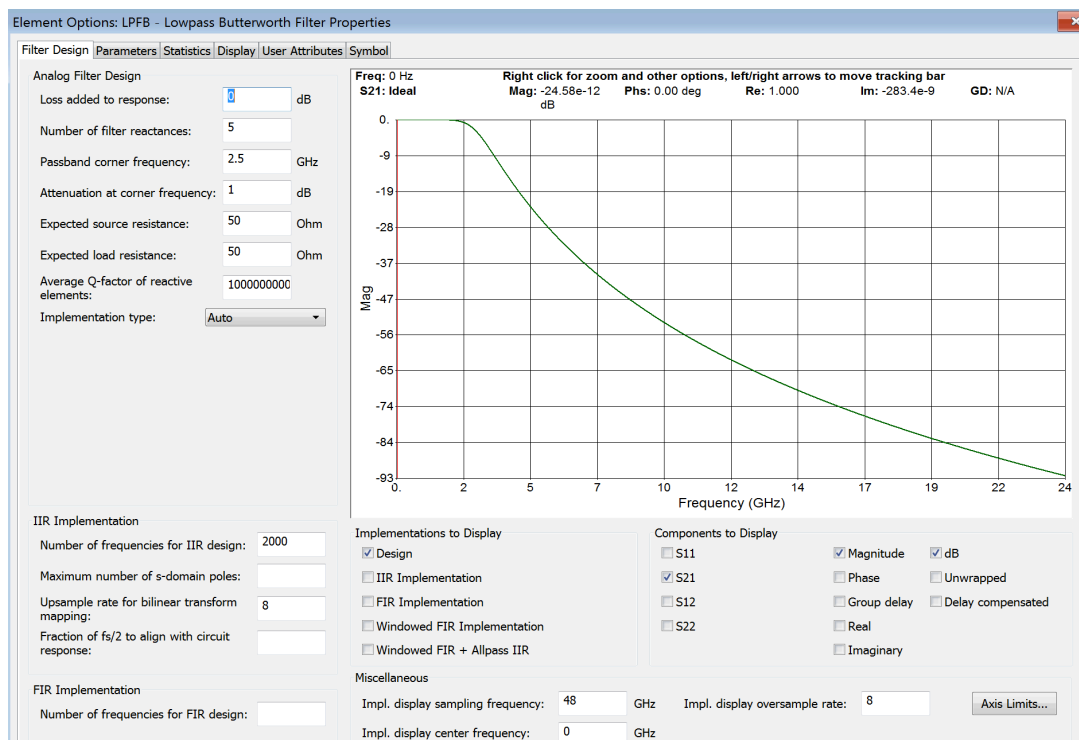 Element Options: LPFB - Lowpass Butterworth Filter Properties
Filter Design Parameters Statistics Display User Attributes Symbol
Analog Filter Design
Loss added to response: 0 dB
Number of filter reactances: 5
Passband corner frequency: 2.5 GHz
Attenuation at corner frequency: 1 dB
Expected source resistance: 50 Ohm
Expected load resistance: 50 Ohm
Average Q-factor of reactive
elements: 1000000000
Implementation type: Auto
Freq: 0 Hz Right click for zoom and other options, left/right arrows to move tracking bar
S21: Ideal Mag: -24.58e-12 Phs: 0.00 deg Re: 1.000 Im: -283.4e-9 GD: N/A
dB
0.
-9
-19
-28
-37
-47
-56
-65
-74
-84
-93
Mag
0. 2 5 7 10 12 14 17 19 22 24
Frequency (GHz)
IIR Implementation
Number of frequencies for IIR design: 2000
Maximum number of s-domain poles:
Upsample rate for bilinear transform
mapping: 8
Fraction of fs/2 to align with circuit
response:
FIR Implementation
Number of frequencies for FIR design:
Implementations to Display
Design
IIR Implementation
FIR Implementation
Windowed FIR Implementation
Windowed FIR + Allpass IIR
Components to Display
S11 Magnitude dB
S21 Phase Unwrapped
S12 Group delay Delay compensated
S22 Real
Imaginary
Miscellaneous
Impl. display sampling frequency: 48 GHz Impl. display oversample rate: 8 Axis Limits...
Impl. display center frequency: 0 GHz